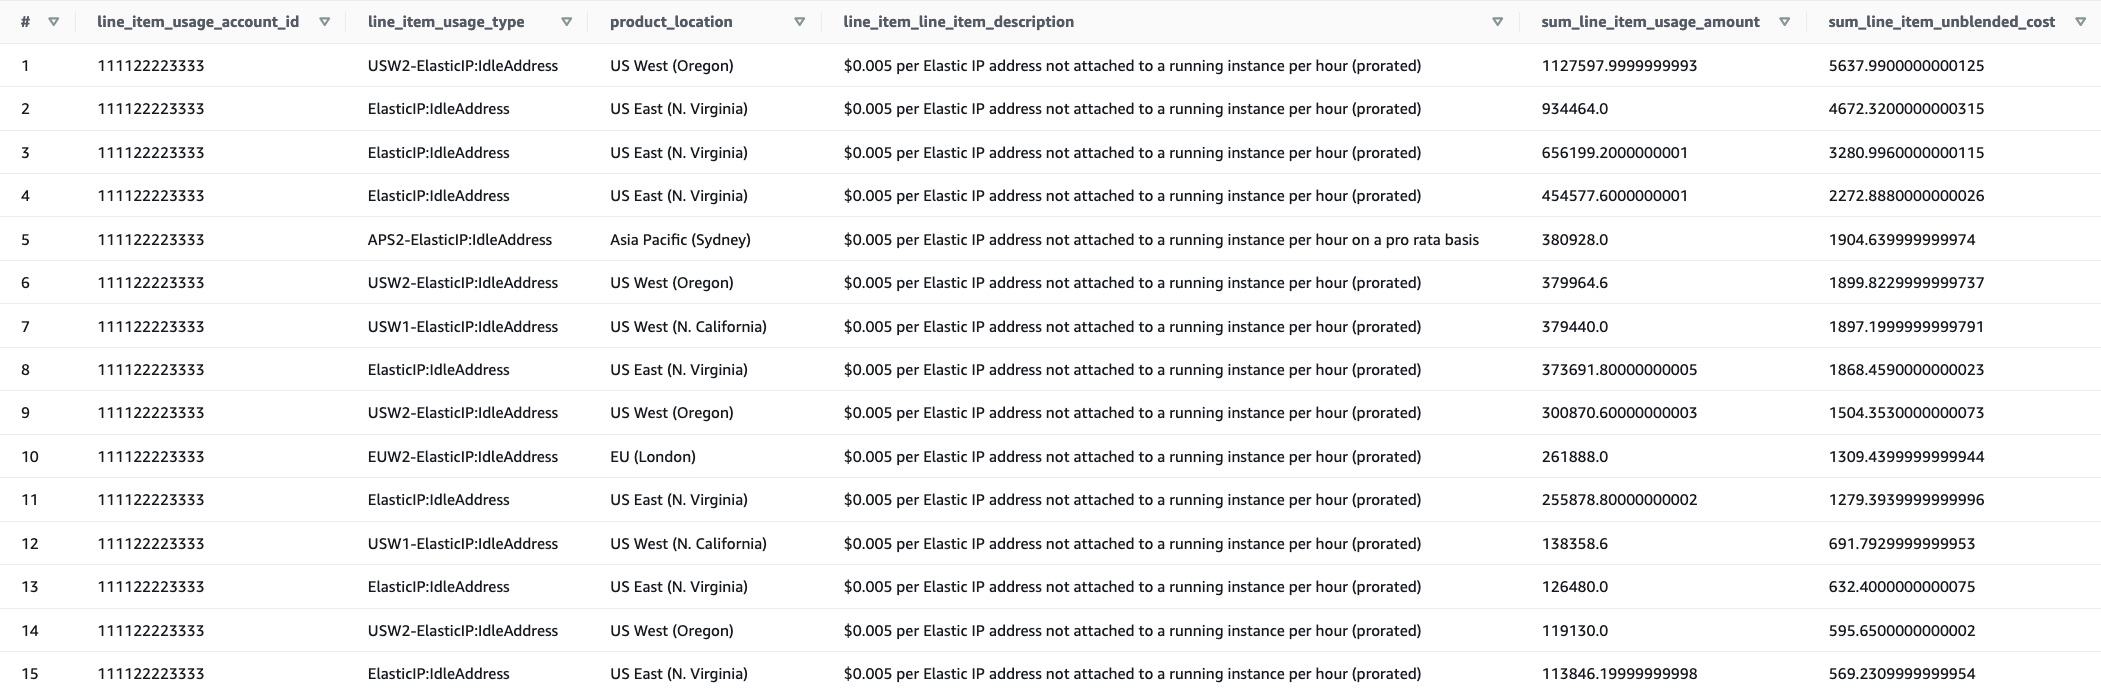 # line_item_usage_account_id line_item_usage_type product_location line_item_line_item_description sum_line_item_usage_amount sum_line_item_unblended_cost
1 111122223333 USW2-ElasticIP:IdleAddress US West (Oregon) $0.005 per Elastic IP address not attached to a running instance per hour (prorated) 1127597.9999999993 5637.9900000000125
2 111122223333 ElasticIP:IdleAddress US East (N. Virginia) $0.005 per Elastic IP address not attached to a running instance per hour (prorated) 934464.0 4672.3200000000315
3 111122223333 ElasticIP:IdleAddress US East (N. Virginia) $0.005 per Elastic IP address not attached to a running instance per hour (prorated) 656199.2000000001 3280.9960000000115
4 111122223333 ElasticIP:IdleAddress US East (N. Virginia) $0.005 per Elastic IP address not attached to a running instance per hour (prorated) 454577.6000000001 2272.8880000000026
5 111122223333 APS2-ElasticIP:IdleAddress Asia Pacific (Sydney) $0.005 per Elastic IP address not attached to a running instance per hour on a pro rata basis 380928.0 1904.639999999974
6 111122223333 USW2-ElasticIP:IdleAddress US West (Oregon) $0.005 per Elastic IP address not attached to a running instance per hour (prorated) 379964.6 1899.8229999999737
7 111122223333 USW1-ElasticIP:IdleAddress US West (N. California) $0.005 per Elastic IP address not attached to a running instance per hour (prorated) 379440.0 1897.1999999999791
8 111122223333 ElasticIP:IdleAddress US East (N. Virginia) $0.005 per Elastic IP address not attached to a running instance per hour (prorated) 373691.80000000005 1868.4590000000023
9 111122223333 USW2-ElasticIP:IdleAddress US West (Oregon) $0.005 per Elastic IP address not attached to a running instance per hour (prorated) 300870.60000000003 1504.3530000000073
10 111122223333 EUW2-ElasticIP:IdleAddress EU (London) $0.005 per Elastic IP address not attached to a running instance per hour (prorated) 261888.0 1309.4399999999944
11 111122223333 ElasticIP:IdleAddress US East (N. Virginia) $0.005 per Elastic IP address not attached to a running instance per hour (prorated) 255878.80000000002 1279.3939999999996
12 111122223333 USW1-ElasticIP:IdleAddress US West (N. California) $0.005 per Elastic IP address not attached to a running instance per hour (prorated) 138358.6 691.7929999999953
13 111122223333 ElasticIP:IdleAddress US East (N. Virginia) $0.005 per Elastic IP address not attached to a running instance per hour (prorated) 126480.0 632.4000000000075
14 111122223333 USW2-ElasticIP:IdleAddress US West (Oregon) $0.005 per Elastic IP address not attached to a running instance per hour (prorated) 119130.0 595.6500000000002
15 111122223333 ElasticIP:IdleAddress US East (N. Virginia) $0.005 per Elastic IP address not attached to a running instance per hour (prorated) 113846.19999999998 569.2309999999954